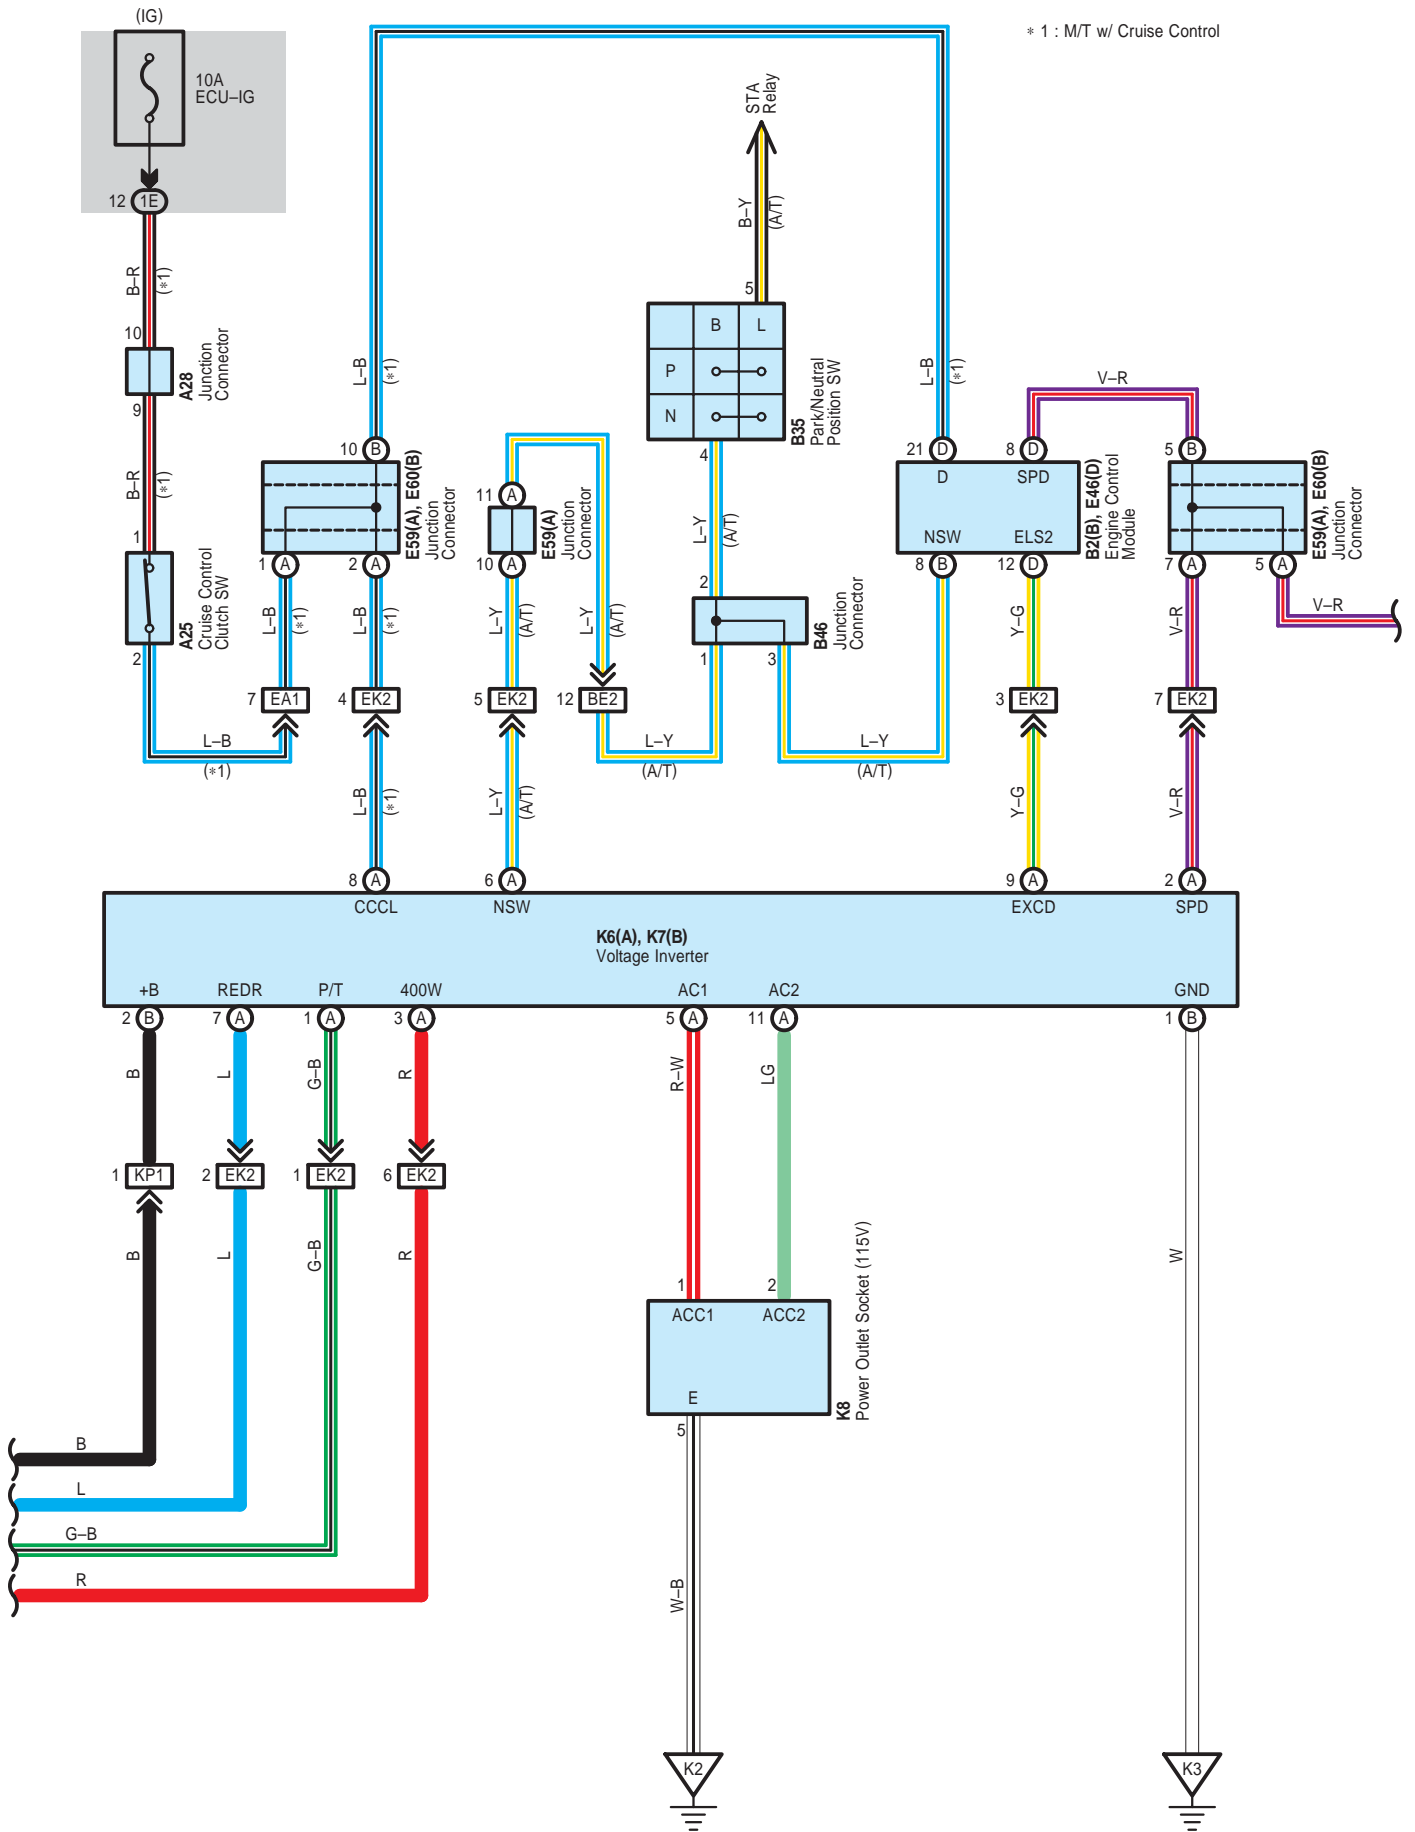 (IG)
∗ 1 : M/T w/ Cruise Control
10A
ECU–IG
12 1E
STA
Relay
B–R
(∗1)
B–Y
(A/T)
5
10
A28
Junction
Connector
9
L–B
(∗1)
B L
P
N
B35
Park/Neutral
Position SW
4
L–B
(∗1)
V–R
B–R
(∗1)
10 B
E59(A), E60(B)
Junction
Connector
11 A
E59(A)
Junction
Connector
L–Y
(A/T)
21 D
8 D
D SPD
NSW ELS2
B2(B), E46(D)
Engine Control
Module
5 B
E59(A), E60(B)
Junction
Connector
1
A25
Cruise Control
Clutch SW
2
1 A
2 A
10 A
2
B46
Junction
Connector
1 3
8 B
12 D
7 A
5 A
L–B
(∗1)
L–B
(∗1)
L–Y
(A/T)
L–Y
(A/T)
Y–G
V–R
V–R
7 EA1
4 EK2
5 EK2
12 BE2
3 EK2
7 EK2
L–B
(∗1)
L–Y
(A/T)
L–Y
(A/T)
L–B
(∗1)
L–Y
(A/T)
Y–G
V–R
8 A
6 A
9 A
2 A
CCCL NSW EXCD SPD
K6(A), K7(B)
Voltage Inverter
+B REDR P/T 400W AC1 AC2 GND
2 B
7 A
1 A
3 A
5 A
11 A
1 B
B
L
G–B
R
R–W
LG
1 KP1
2 EK2
1 EK2
6 EK2
B
L
G–B
R
W
1 2
ACC1 ACC2
E
K8
Power Outlet Socket (115V)
5
B
L
G–B
R
W–B
K2
K3